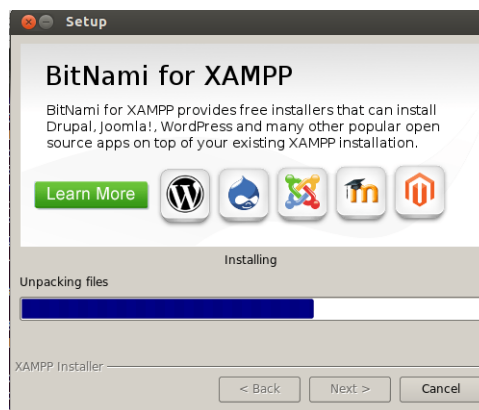 Setup
BitNami for XAMPP
BitNami for XAMPP provides free installers that can install
Drupal, Joomla!, WordPress and many other popular open
source apps on top of your existing XAMPP installation.
Learn More
Installing
Unpacking files
XAMPP Installer
< Back Next > Cancel